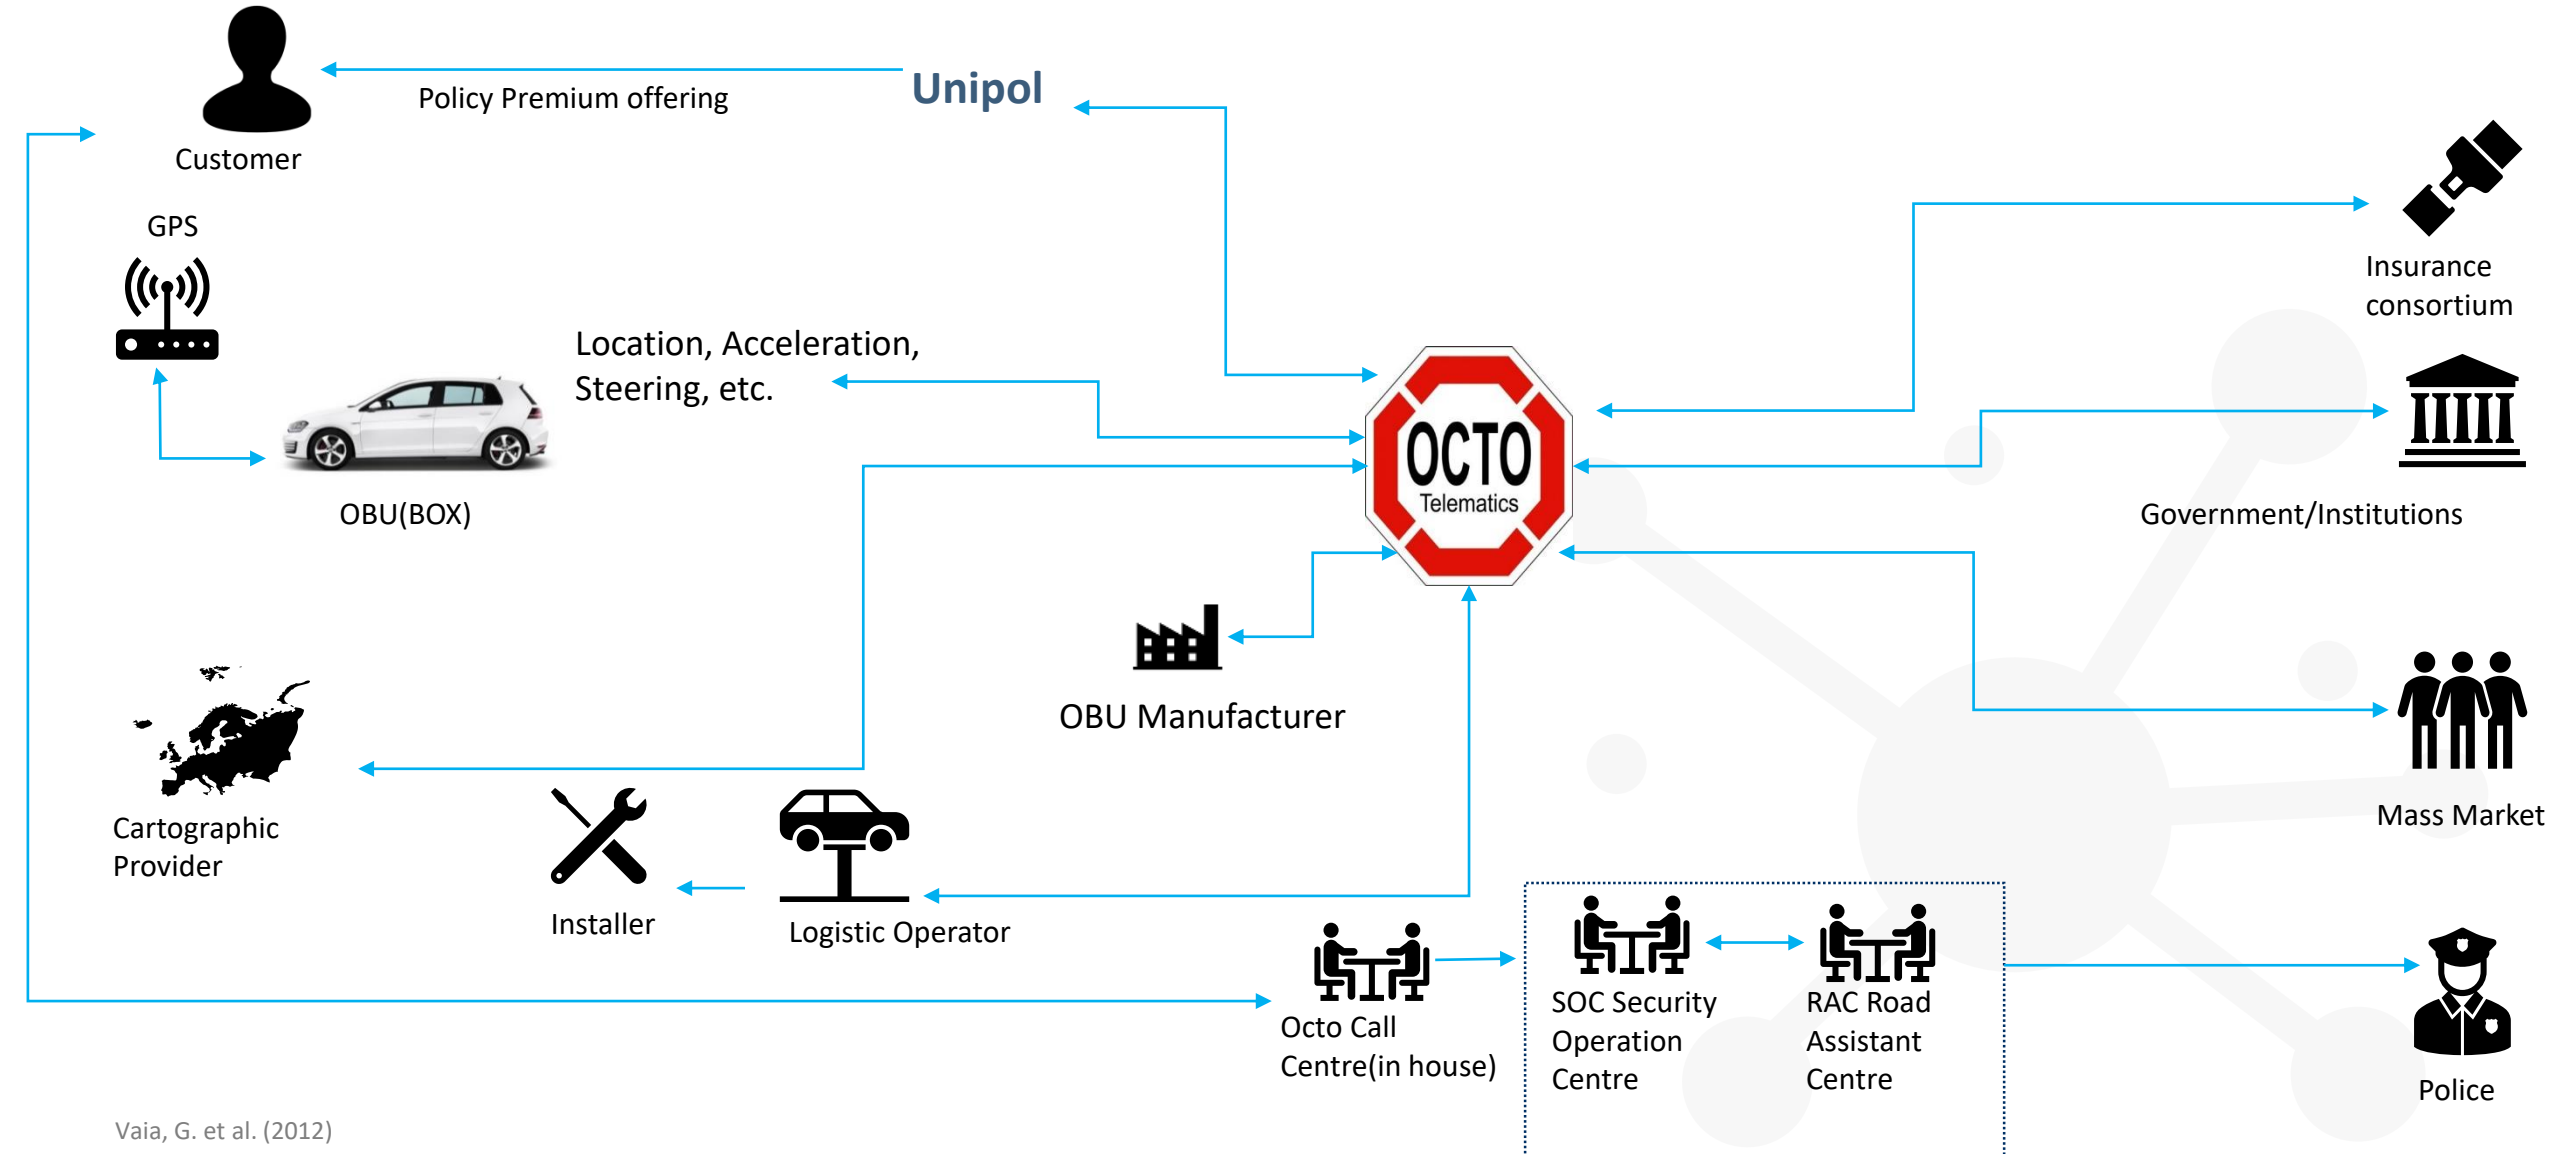 Unipol
Policy Premium offering
Customer
GPS
Insurance
consortium
Location, Acceleration,
Steering, etc.
OCTO
Telematics
OBU(BOX)
Government/Institutions
OBU Manufacturer
Mass Market
Cartographic
Provider
Installer
Logistic Operator
Octo Call
Centre(in house)
SOC Security
Operation
Centre
RAC Road
Assistant
Centre
Police
Vaia, G. et al. (2012)